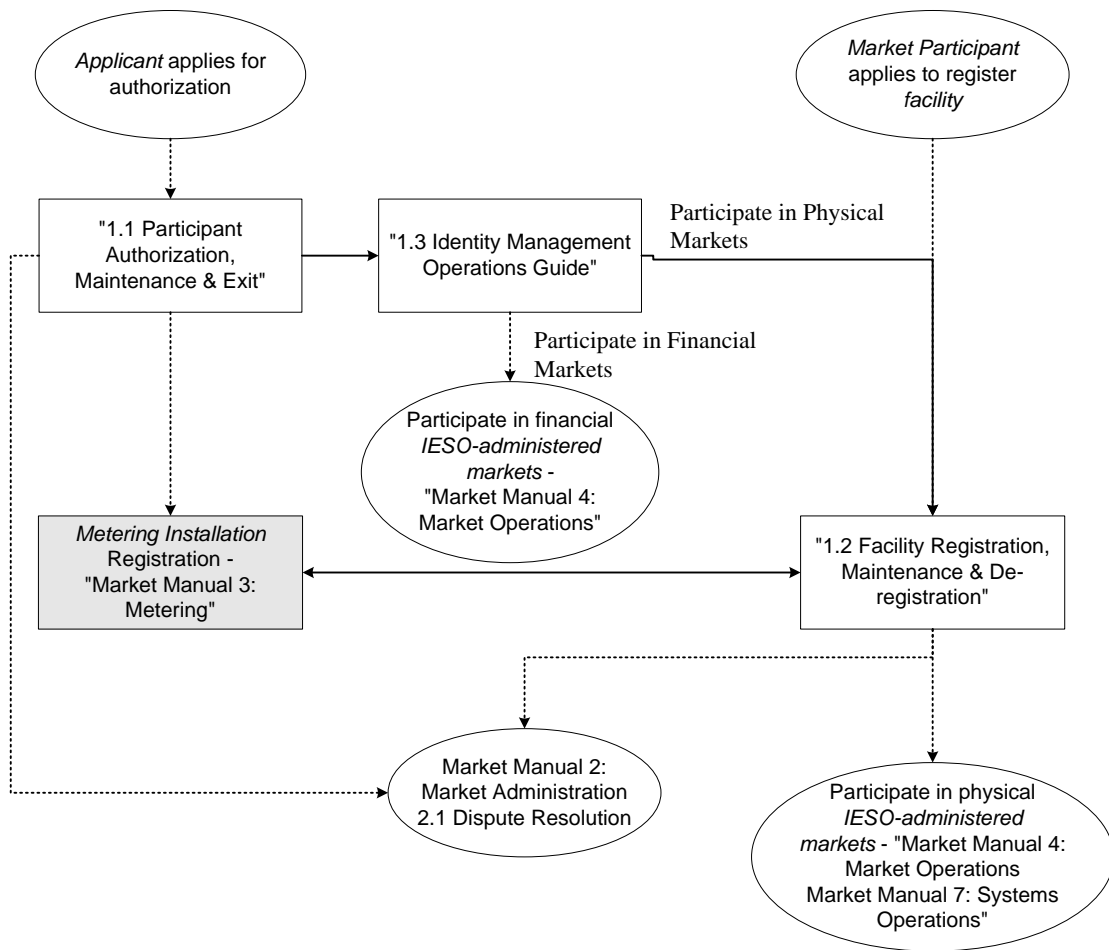 Applicant applies for
authorization
Market Participant
applies to register
facility
"1.1 Participant
Authorization,
Maintenance & Exit"
"1.3 Identity Management
Operations Guide"
Participate in Physical
Markets
Participate in Financial
Markets
Participate in financial
IESO-administered
markets -
"Market Manual 4:
Market Operations"
Metering Installation
Registration -
"Market Manual 3:
Metering"
"1.2 Facility Registration,
Maintenance & De-
registration"
Market Manual 2:
Market Administration
2.1 Dispute Resolution
Participate in physical
IESO-administered
markets - "Market Manual 4:
Market Operations
Market Manual 7: Systems
Operations"